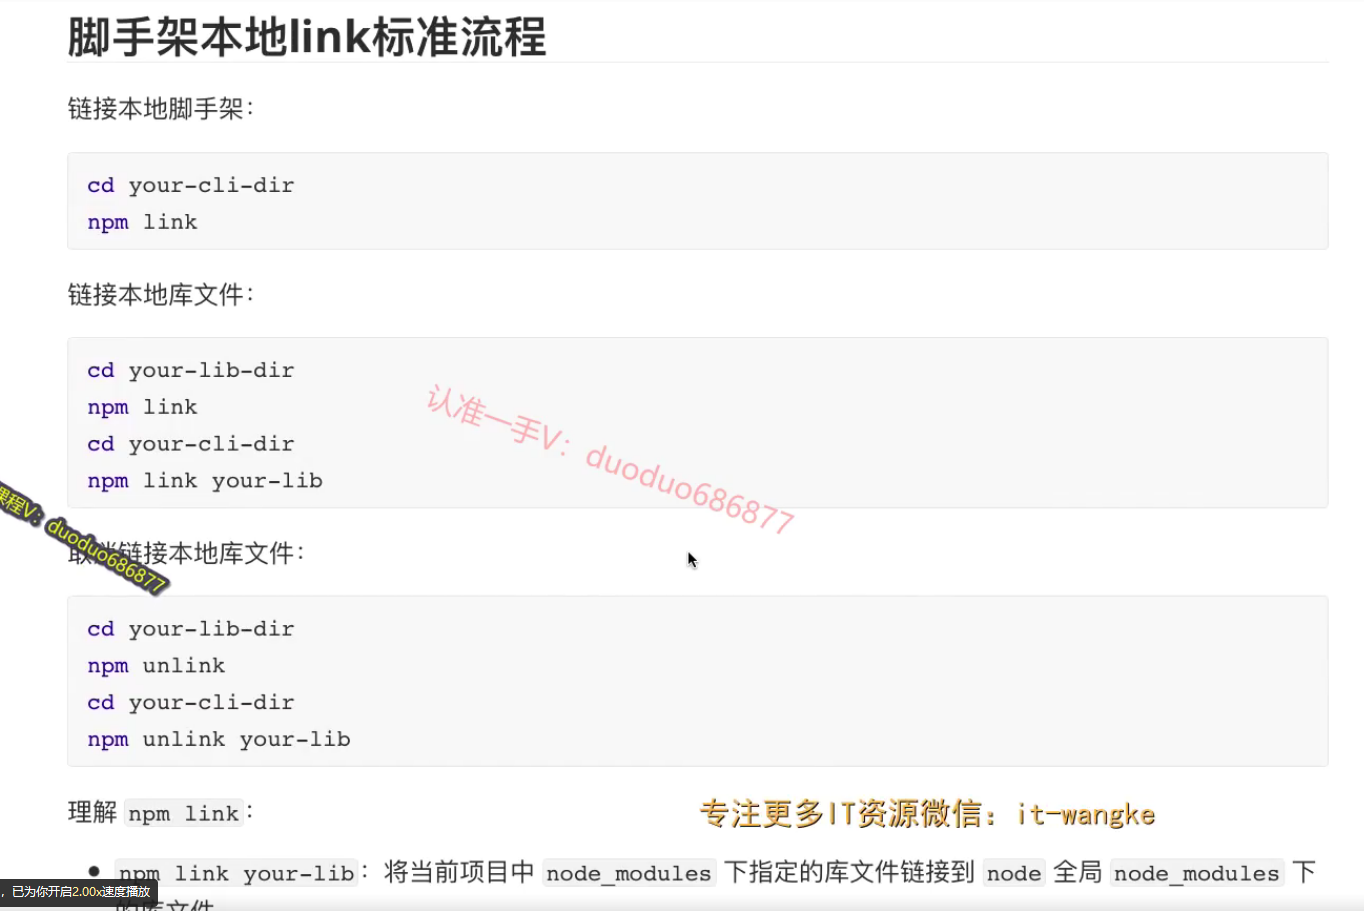 脚手架本地link标准流程
链接本地脚手架：
cd your-cli-dir
npm link
链接本地库文件：
cd your-lib-dir
npm link
cd your-cli-dir
npm link your-lib
认准一手V：duoduo686877
课程V：duoduo686877
取消链接本地库文件：
cd your-lib-dir
npm unlink
cd your-cli-dir
npm unlink your-lib
理解 npm link：
专注更多IT资源微信：it-wangke
npm link your-lib：将当前项目中 node_modules 下指定的库文件链接到 node 全局 node_modules 下
的库文件
，已为你开启2.00x速度播放